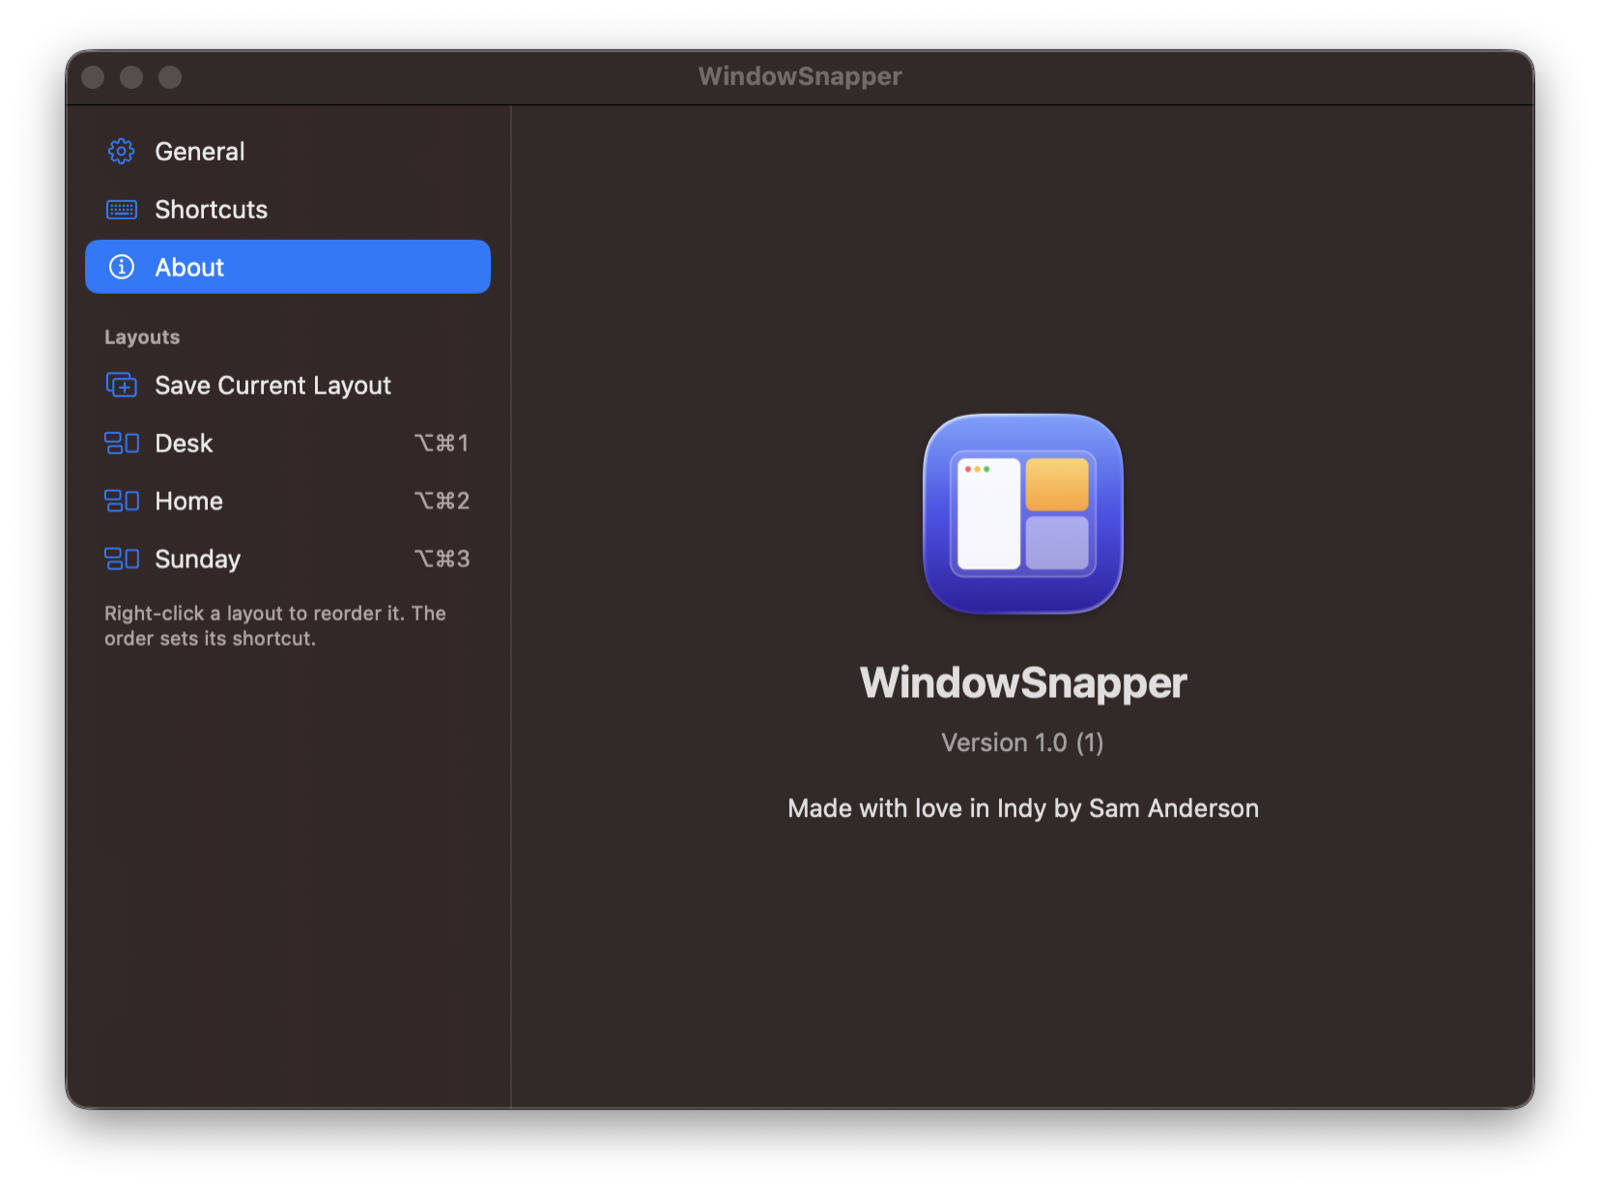 WindowSnapper
General
Shortcuts
About
Layouts
Save Current Layout
Desk ⌥⌘1
Home ⌥⌘2
Sunday ⌥⌘3
Right-click a layout to reorder it. The
order sets its shortcut.
WindowSnapper
Version 1.0 (1)
Made with love in Indy by Sam Anderson